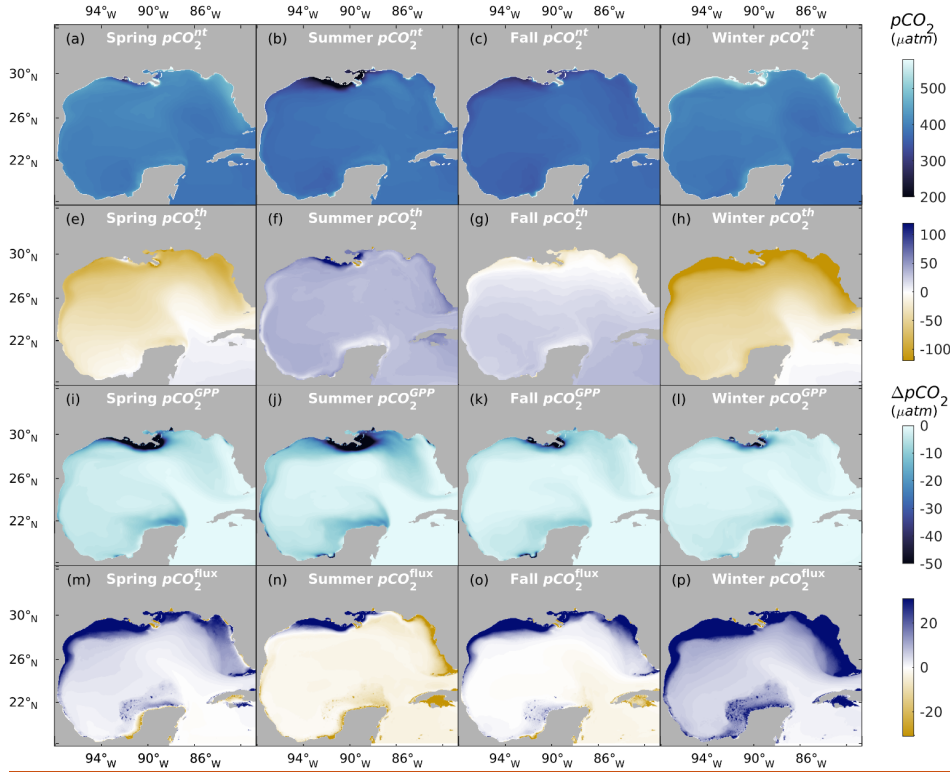 94°W 90°W 86°W 94°W 90°W 86°W 94°W 90°W 86°W 94°W 90°W 86°W
pCO₂
(μatm)
(a) Spring pCO₂ⁿᵗ (b) Summer pCO₂ⁿᵗ (c) Fall pCO₂ⁿᵗ (d) Winter pCO₂ⁿᵗ
30°N
26°N
22°N
500
400
300
200
(e) Spring pCO₂ᵗʰ (f) Summer pCO₂ᵗʰ (g) Fall pCO₂ᵗʰ (h) Winter pCO₂ᵗʰ
30°N
26°N
22°N
100
50
0
-50
-100
ΔpCO₂
(μatm)
(i) Spring pCO₂ᴳᴾᴾ (j) Summer pCO₂ᴳᴾᴾ (k) Fall pCO₂ᴳᴾᴾ (l) Winter pCO₂ᴳᴾᴾ
30°N
26°N
22°N
0
-10
-20
-30
-40
-50
(m) Spring pCO₂ᶠˡᵘˣ (n) Summer pCO₂ᶠˡᵘˣ (o) Fall pCO₂ᶠˡᵘˣ (p) Winter pCO₂ᶠˡᵘˣ
30°N
26°N
22°N
20
0
-20
94°W 90°W 86°W 94°W 90°W 86°W 94°W 90°W 86°W 94°W 90°W 86°W